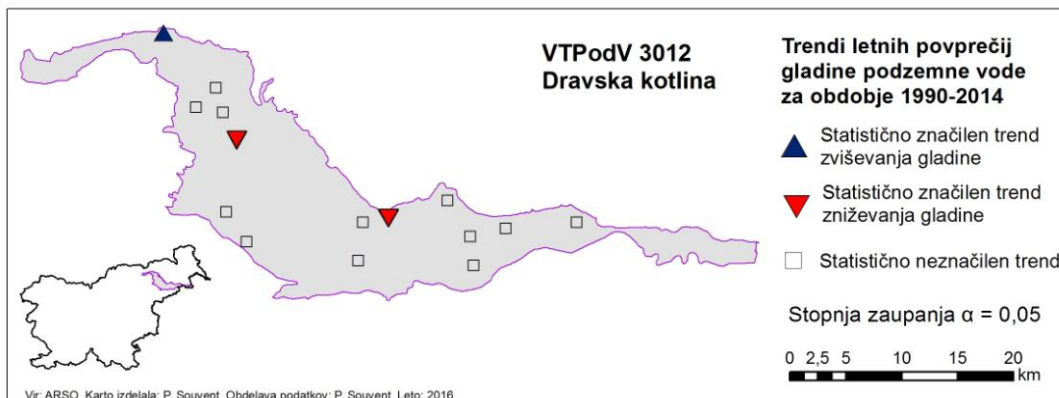 VTPodV 3012
Dravska kotlina
Trendi letnih povprečij
gladine podzemne vode
za obdobje 1990-2014
Statistično značilen trend
zviševanja gladine
Statistično značilen trend
zniževanja gladine
Statistično neznačilen trend
Stopnja zaupanja α = 0,05
0 2,5 5 10 15 20
km
Vir: ARSO, Karto izdelala: P. Souvent, Obdelava podatkov: P. Souvent, Leto: 2016